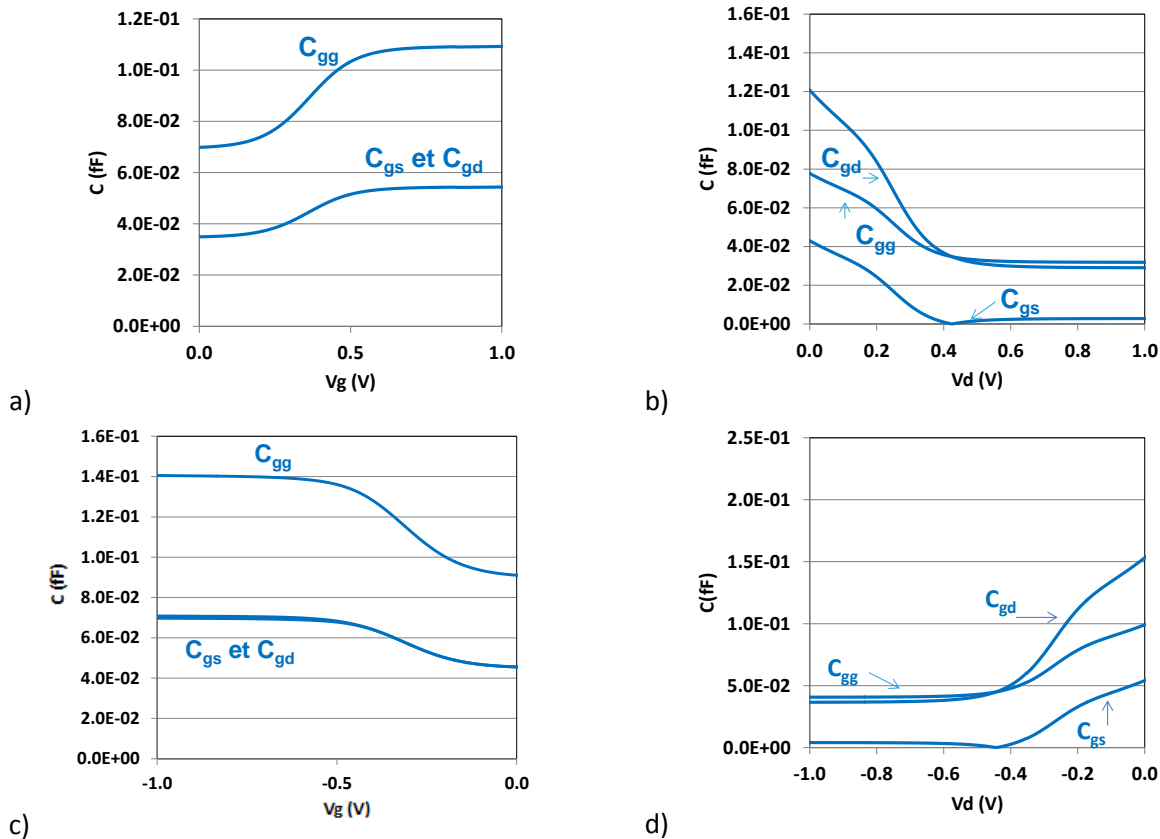 1.2E-01
1.0E-01
8.0E-02
6.0E-02
4.0E-02
2.0E-02
0.0E+00
C (fF)
Cgg
Cgs et Cgd
0.0 0.5 1.0
Vg (V)
a)
1.6E-01
1.4E-01
1.2E-01
1.0E-01
8.0E-02
6.0E-02
4.0E-02
2.0E-02
0.0E+00
C (fF)
Cgd
Cgg
Cgs
0.0 0.2 0.4 0.6 0.8 1.0
Vd (V)
b)
1.6E-01
1.4E-01
1.2E-01
1.0E-01
8.0E-02
6.0E-02
4.0E-02
2.0E-02
0.0E+00
C (fF)
Cgg
Cgs et Cgd
-1.0 -0.5 0.0
Vg (V)
c)
2.5E-01
2.0E-01
1.5E-01
1.0E-01
5.0E-02
0.0E+00
C(fF)
Cgd
Cgg
Cgs
-1.0 -0.8 -0.6 -0.4 -0.2 0.0
Vd (V)
d)